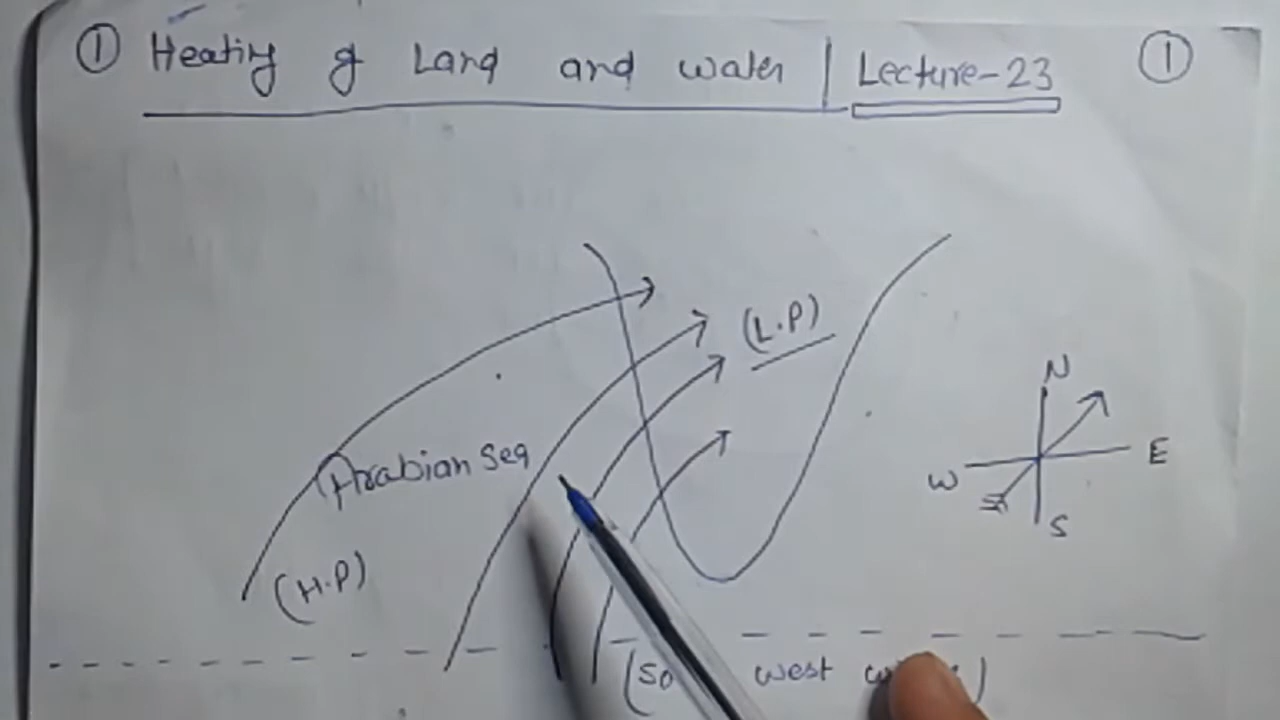 ① Heating of Land and water | Lecture-23 ①
(L.P)
N
Arabian Sea
W E
S
(H.P)
west